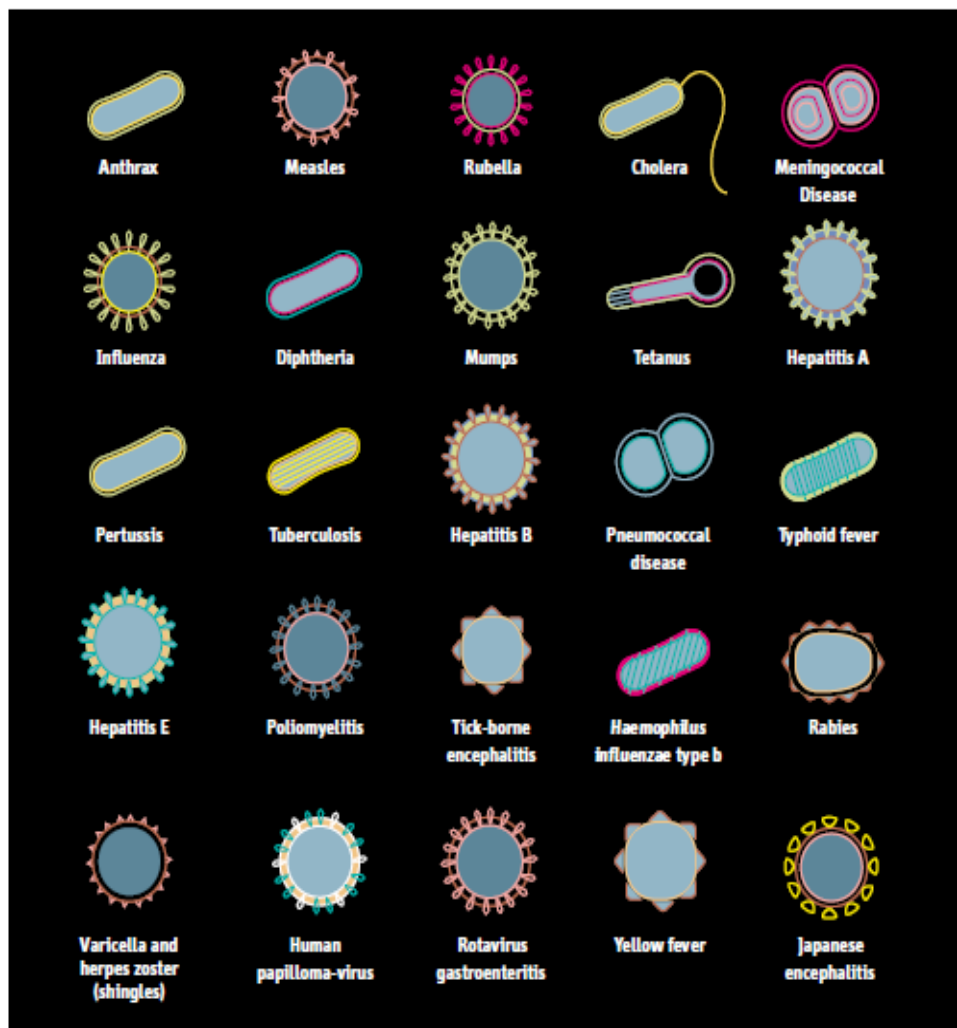 Anthrax
Measles
Rubella
Cholera
Meningococcal
Disease
Influenza
Diphtheria
Mumps
Tetanus
Hepatitis A
Pertussis
Tuberculosis
Hepatitis B
Pneumococcal
disease
Typhoid fever
Hepatitis E
Poliomyelitis
Tick-borne
encephalitis
Haemophilus
influenzae type b
Rabies
Varicella and
herpes zoster
(shingles)
Human
papilloma-virus
Rotavirus
gastroenteritis
Yellow fever
Japanese
encephalitis